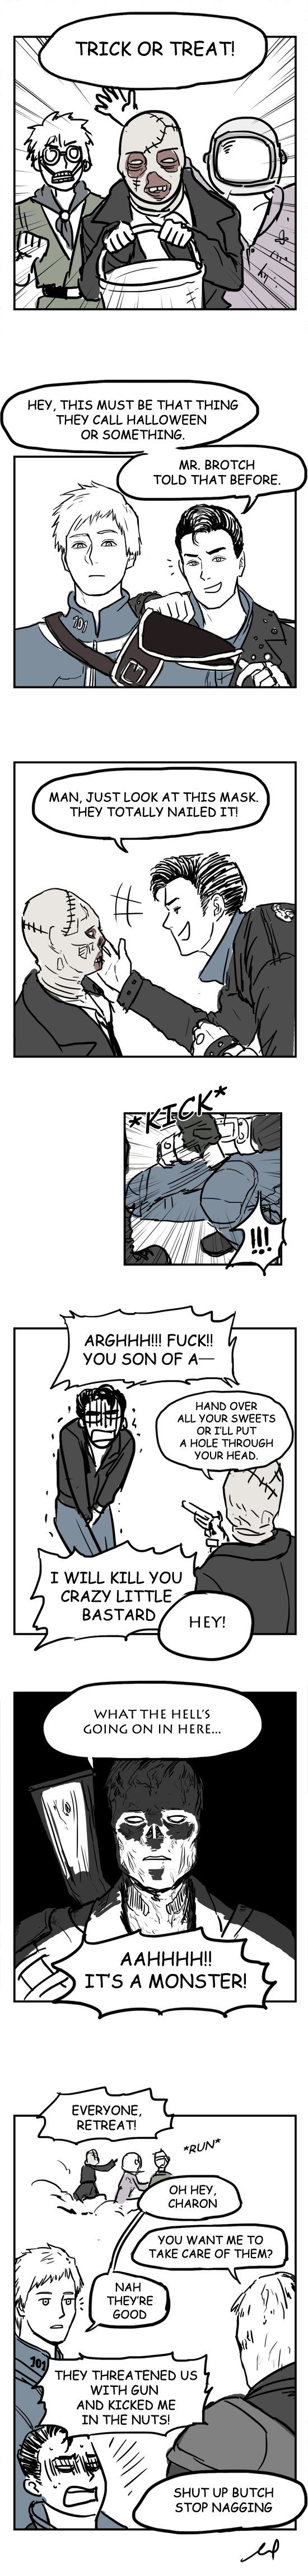 TRICK OR TREAT!
HEY, THIS MUST BE THAT THING
THEY CALL HALLOWEEN
OR SOMETHING.
MR. BROTCH
TOLD THAT BEFORE.
101
MAN, JUST LOOK AT THIS MASK.
THEY TOTALLY NAILED IT!
*KICK*
!!!
ARGHHH!!! FUCK!!
YOU SON OF A—
HAND OVER
ALL YOUR SWEETS
OR I'LL PUT
A HOLE THROUGH
YOUR HEAD.
I WILL KILL YOU
CRAZY LITTLE
BASTARD
HEY!
WHAT THE HELL'S
GOING ON IN HERE...
AAHHHH!!
IT'S A MONSTER!
EVERYONE,
RETREAT!
*RUN*
OH HEY,
CHARON
YOU WANT ME TO
TAKE CARE OF THEM?
NAH
THEY'RE
GOOD
101
THEY THREATENED US
WITH GUN
AND KICKED ME
IN THE NUTS!
SHUT UP BUTCH
STOP NAGGING